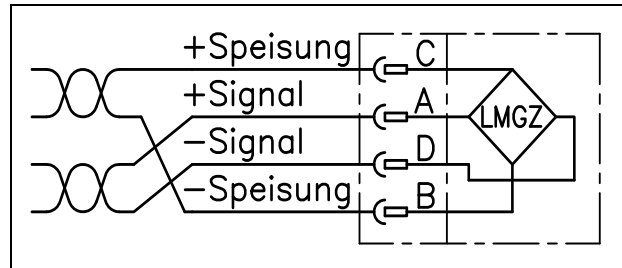 +Speisung C
+Signal A
LMGZ
−Signal D
−Speisung B